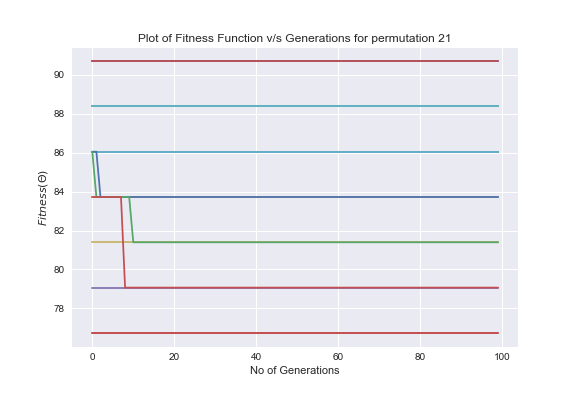 Plot of Fitness Function v/s Generations for permutation 21
90
88
86
84
82
80
78
Fitness(Θ)
0 20 40 60 80 100
No of Generations